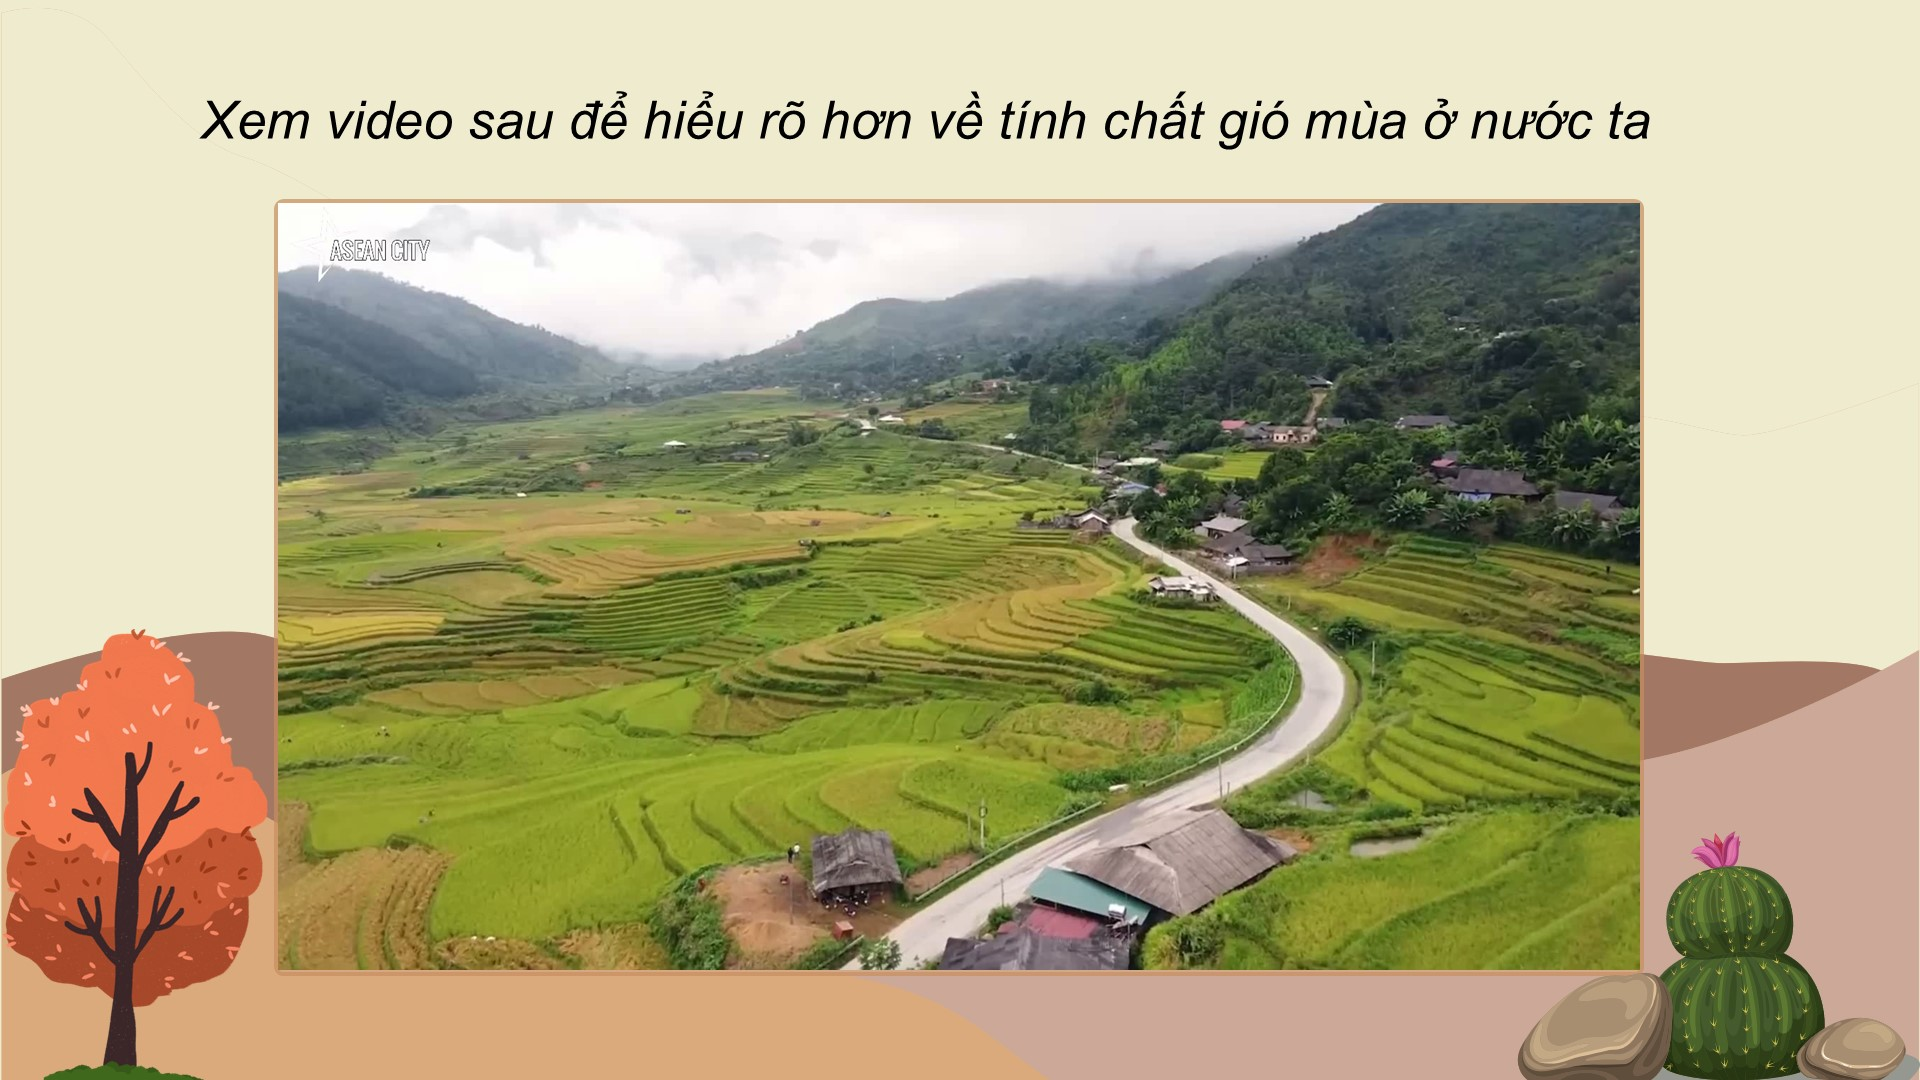 Xem video sau để hiểu rõ hơn về tính chất gió mùa ở nước ta
ASEAN CITY